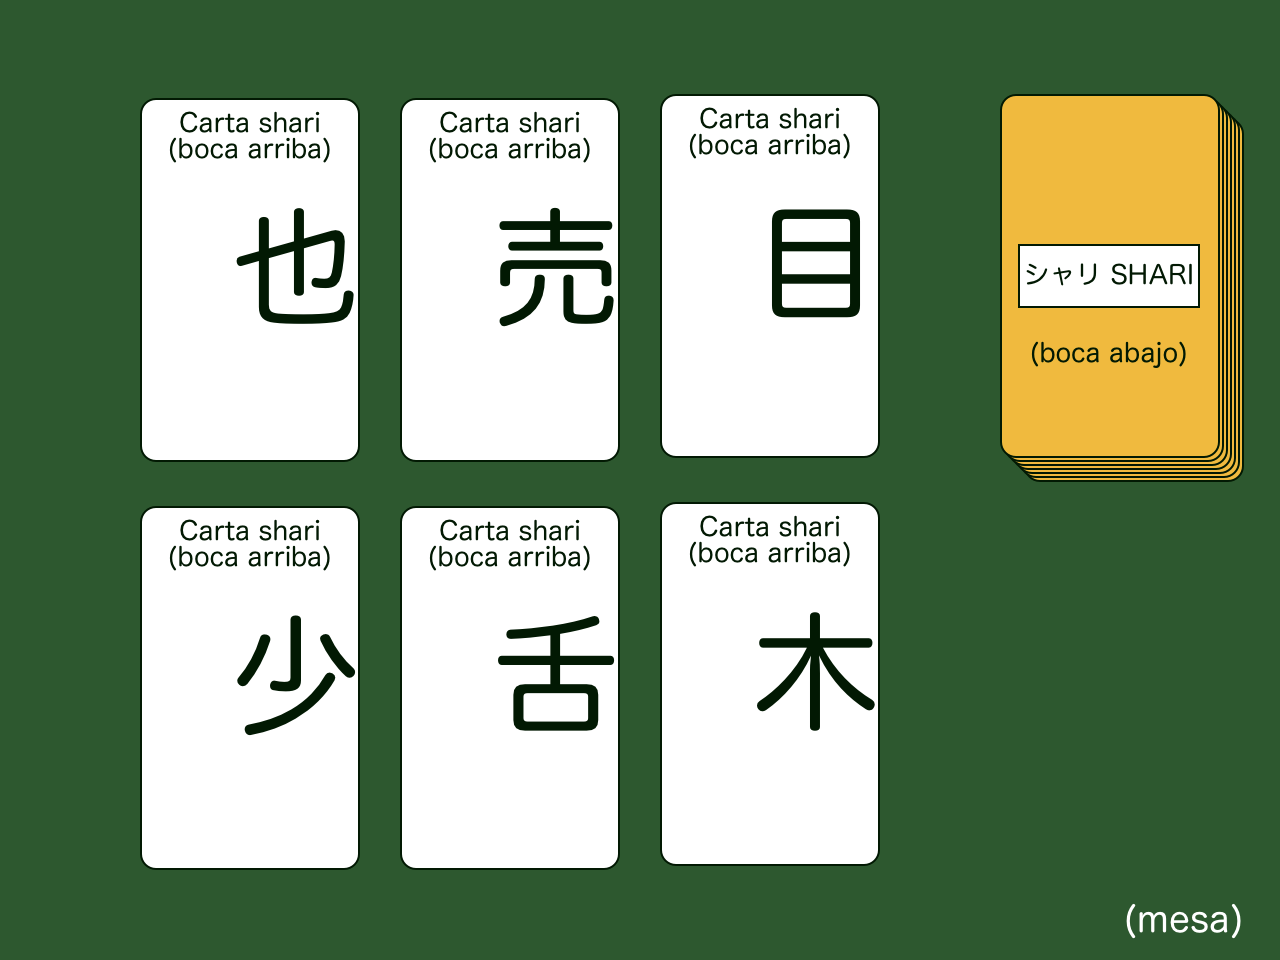 Carta shari
(boca arriba)
也
Carta shari
(boca arriba)
売
Carta shari
(boca arriba)
目
シャリ SHARI
(boca abajo)
Carta shari
(boca arriba)
少
Carta shari
(boca arriba)
舌
Carta shari
(boca arriba)
木
(mesa)